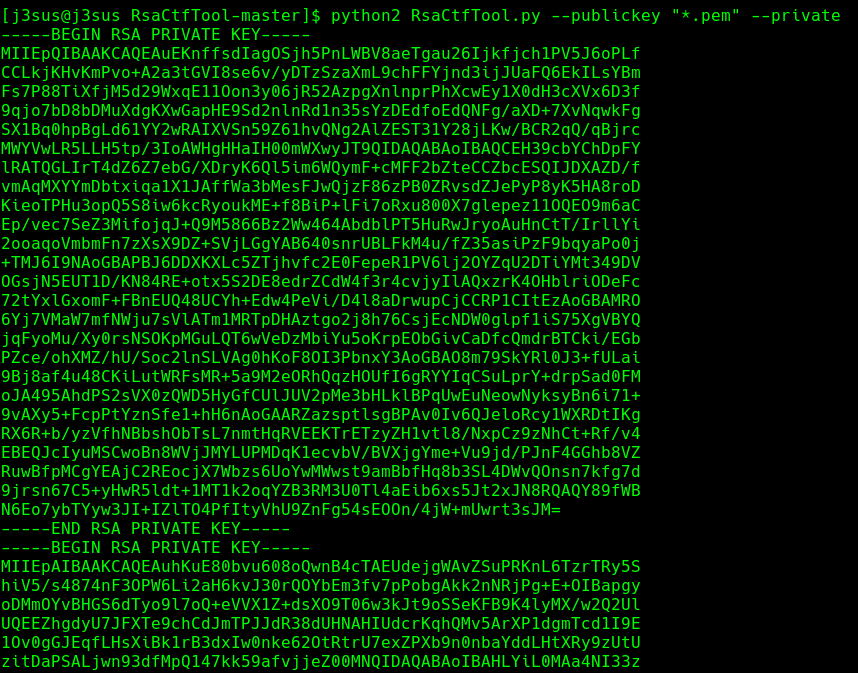 [j3sus@j3sus RsaCtfTool-master]$ python2 RsaCtfTool.py --publickey "*.pem" --private
-----BEGIN RSA PRIVATE KEY-----
MIIEpQIBAAKCAQEAuEKnffsdIagOSjh5PnLWBV8aeTgau26Ijkfjch1PV5J6oPLf
CCLkjKHvKmPvo+A2a3tGVI8se6v/yDTzSzaXmL9chFFYjnd3ijJUaFQ6EkILsYBm
Fs7P88TiXfjM5d29WxqE11Oon3y06jR52AzpgXnlnprPhXcwEy1X0dH3cXVx6D3f
9qjo7bD8bDMuXdgKXwGapHE9Sd2nlnRd1n35sYzDEdfoEdQNFg/aXD+7XvNqwkFg
SX1Bq0hpBgLd61YY2wRAIXVSn59Z61hvQNg2AlZEST31Y28jLKw/BCR2qQ/qBjrc
MWYVwLR5LLH5tp/3IoAWHgHHaIH00mWXwyJT9QIDAQABAoIBAQCEH39cbYChDpFY
lRATQGLIrT4dZ6Z7ebG/XDryK6Ql5im6WQymF+cMFF2bZteCCZbcESQIJDXAZD/f
vmAqMXYYmDbtxiqa1X1JAffWa3bMesFJwQjzF86zPB0ZRvsdZJePyP8yK5HA8roD
KieoTPHu3opQ5S8iw6kcRyoukME+f8BiP+lFi7oRxu800X7glepez11OQEO9m6aC
Ep/vec7SeZ3MifojqJ+Q9M5866Bz2Ww464AbdblPT5HuRwJryoAuHnCtT/IrllYi
2ooaqoVmbmFn7zXsX9DZ+SVjLGgYAB640snrUBLFkM4u/fZ35asiPzF9bqyaPo0j
+TMJ6I9NAoGBAPBJ6DDXKXLc5ZTjhvfc2E0FepeR1PV6lj2OYZqU2DTiYMt349DV
OGsjN5EUT1D/KN84RE+otx5S2DE8edrZCdW4f3r4cvjyIlAQxzrK4OHblriODeFc
72tYxlGxomF+FBnEUQ48UCYh+Edw4PeVi/D4l8aDrwupCjCCRP1CItEzAoGBAMRO
6Yj7VMaW7mfNWju7sVlATm1MRTpDHAztgo2j8h76CsjEcNDW0glpf1iS75XgVBYQ
jqFyoMu/Xy0rsNSOKpMGuLQT6wVeDzMbiYu5oKrpEObGivCaDfcQmdrBTCki/EGb
PZce/ohXMZ/hU/Soc2lnSLVAg0hKoF8OI3PbnxY3AoGBAO8m79SkYRl0J3+fULai
9Bj8af4u48CKiLutWRFsMR+5a9M2eORhQqzHOUfI6gRYYIqCSuLprY+drpSad0FM
oJA495AhdPS2sVX0zQWD5HyGfCUlJUV2pMe3bHLklBPqUwEuNeowNyksyBn6i71+
9vAXy5+FcpPtYznSfe1+hH6nAoGAARZazsptlsgBPAv0Iv6QJeloRcy1WXRDtIKg
RX6R+b/yzVfhNBbshObTsL7nmtHqRVEEKTrETzyZH1vtl8/NxpCz9zNhCt+Rf/v4
EBEQJcIyuMSCwoBn8WVjJMYLUPMDqK1ecvbV/BVXjgYme+Vu9jd/PJnF4GGhb8VZ
RuwBfpMCgYEAjC2REocjX7Wbzs6UoYwMWwst9amBbfHq8b3SL4DWvQOnsn7kfg7d
9jrsn67C5+yHwR5ldt+1MT1k2oqYZB3RM3U0Tl4aEib6xs5Jt2xJN8RQAQY89fWB
N6Eo7ybTYyw3JI+IZlTO4PfItyVhU9ZnFg54sEOOn/4jW+mUwrt3sJM=
-----END RSA PRIVATE KEY-----
-----BEGIN RSA PRIVATE KEY-----
MIIEpAIBAAKCAQEAuhKuE80bvu608oQwnB4cTAEUdejgWAvZSuPRKnL6TzrTRy5S
hiV5/s4874nF3OPW6Li2aH6kvJ30rQOYbEm3fv7pPobgAkk2nNRjPg+E+OIBapgy
oDMmOYvBHGS6dTyo9l7oQ+eVVX1Z+dsXO9T06w3kJt9oSSeKFB9K4lyMX/w2Q2Ul
UQEEZhgdyU7JFXTe9chCdJmTPJJdR38dUHNAHIUdcrKqhQMv5ArXP1dgmTcd1I9E
1Ov0gGJEqfLHsXiBk1rB3dxIw0nke62OtRtrU7exZPXb9n0nbaYddLHtXRy9zUtU
zitDaPSALjwn93dfMpQ147kk59afvjjeZ00MNQIDAQABAoIBAHLYiL0MAa4NI33z